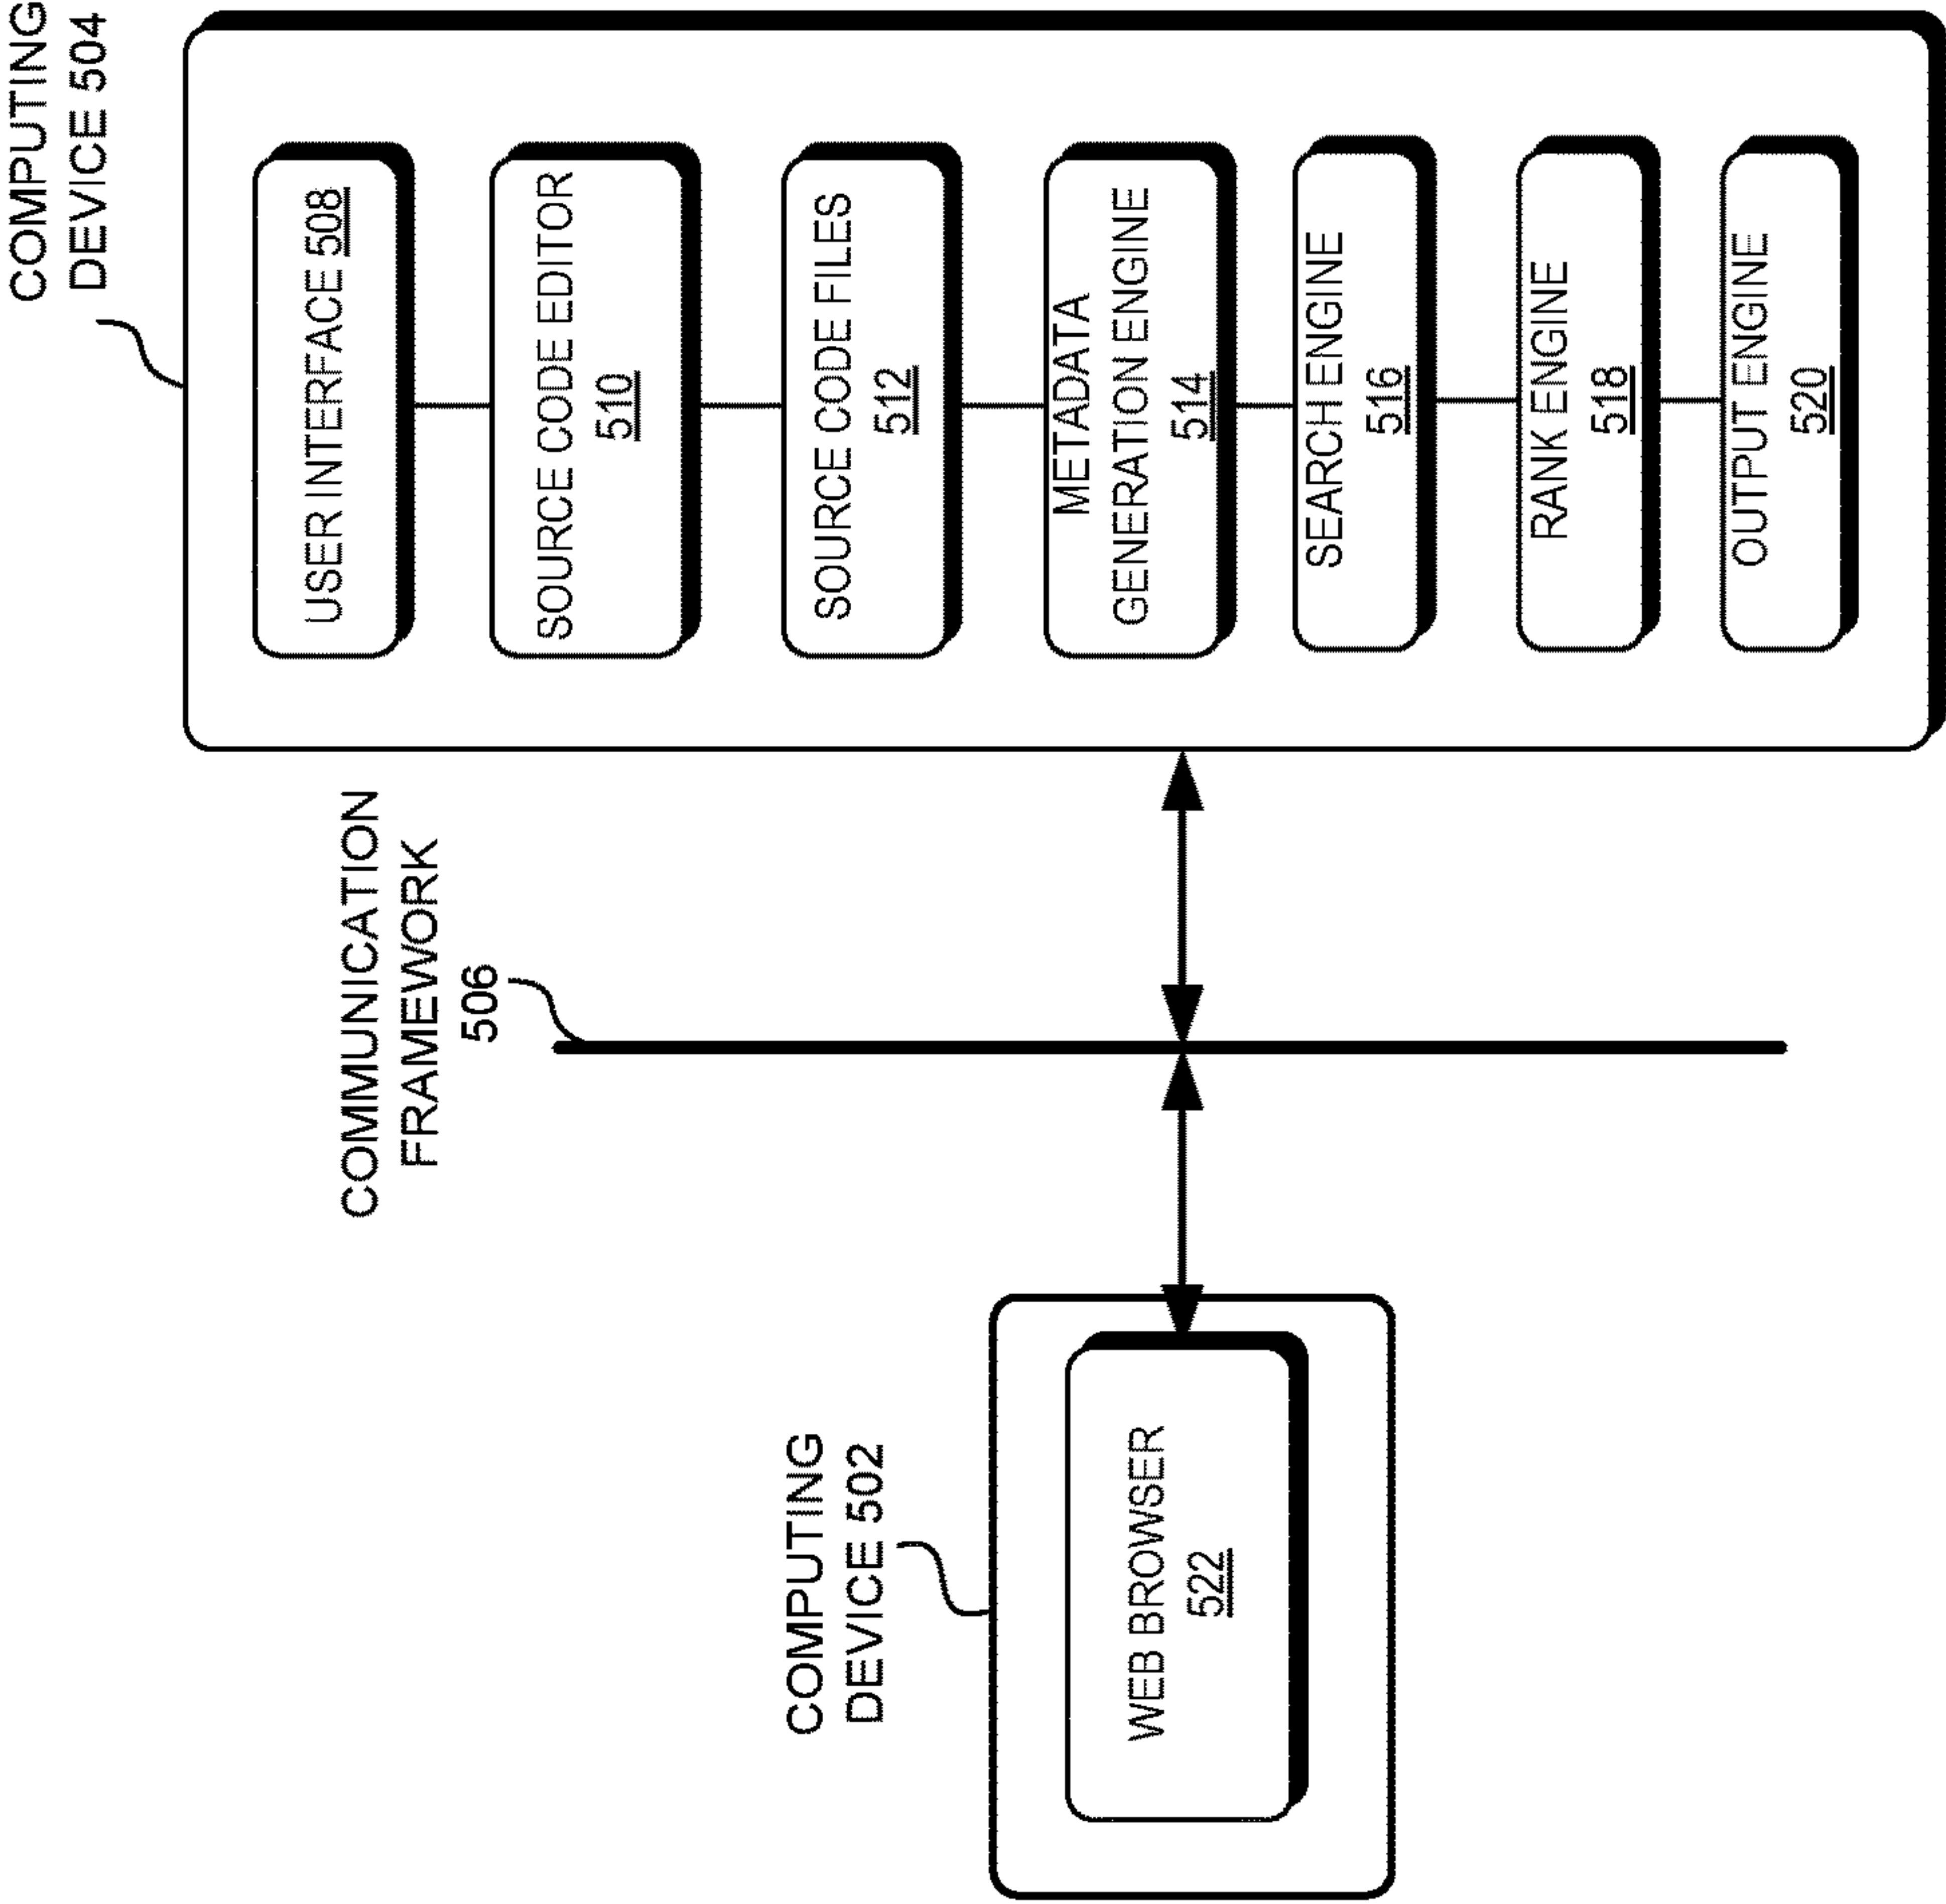 COMPUTING
DEVICE 504
USER INTERFACE 508
SOURCE CODE EDITOR
510
SOURCE CODE FILES
512
METADATA
GENERATION ENGINE
514
SEARCH ENGINE
516
RANK ENGINE
518
OUTPUT ENGINE
520
COMMUNICATION
FRAMEWORK
506
COMPUTING
DEVICE 502
WEB BROWSER
522